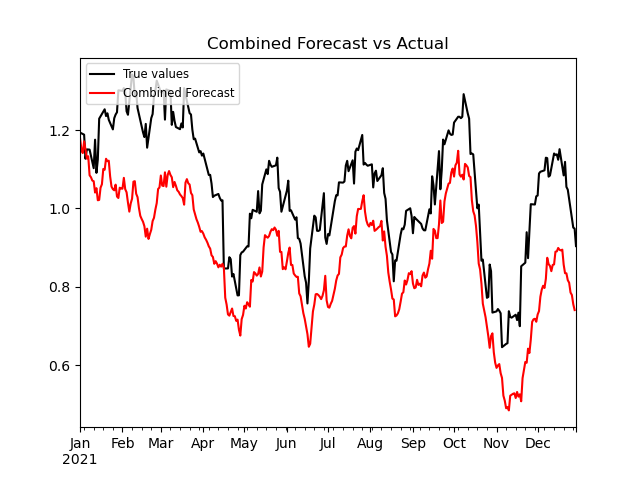 Combined Forecast vs Actual
True values
Combined Forecast
1.2
1.0
0.8
0.6
Jan Feb Mar Apr May Jun Jul Aug Sep Oct Nov Dec
2021